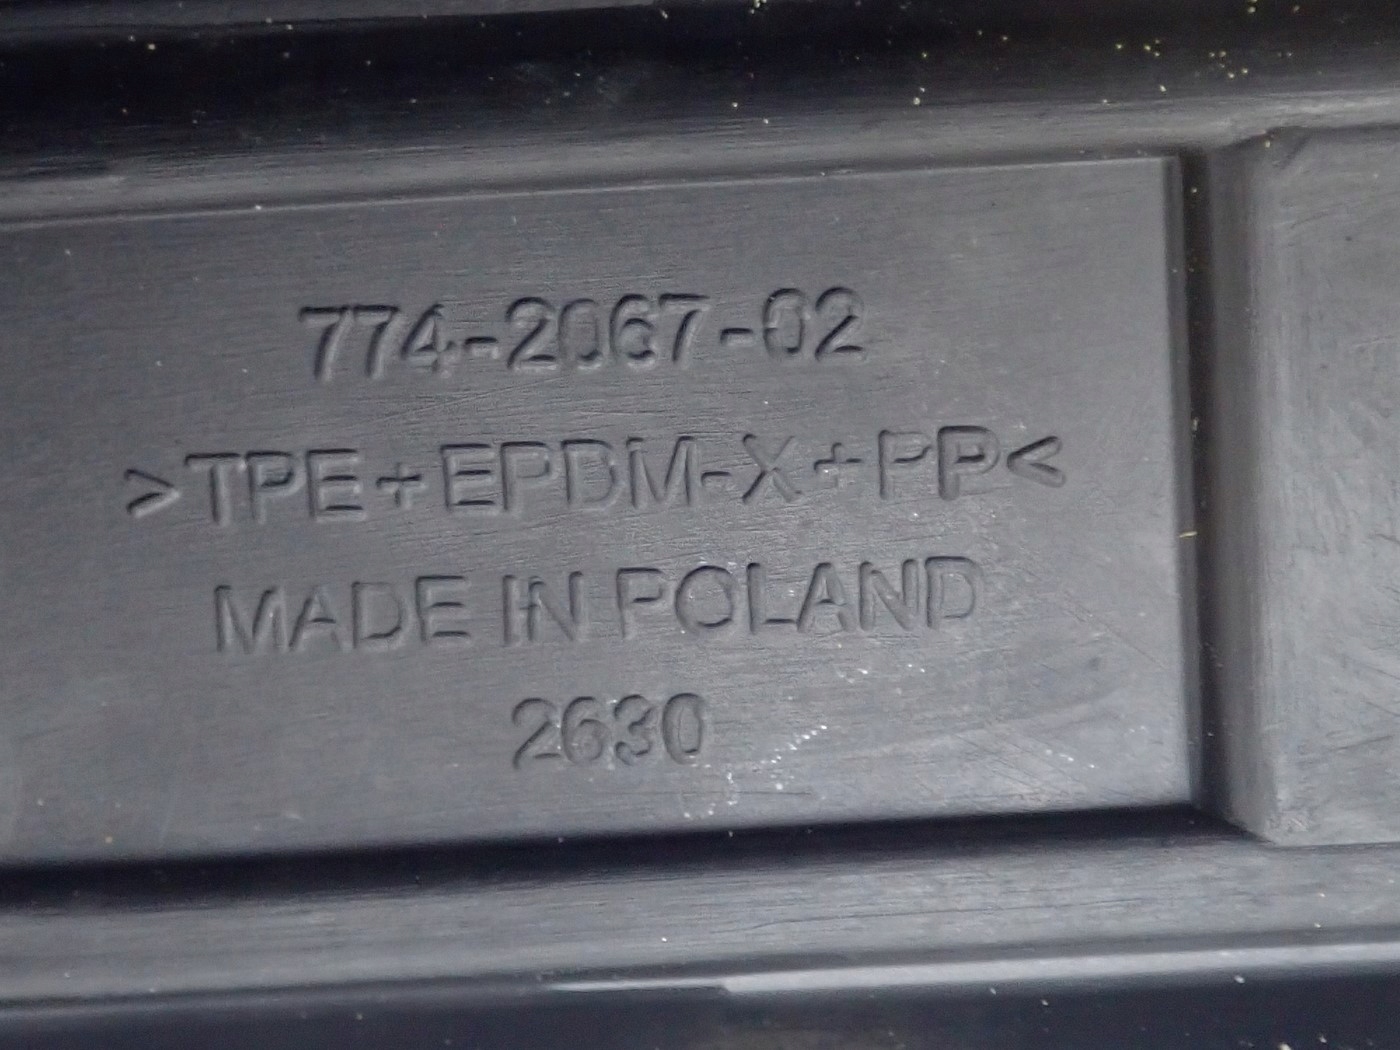 774-2067-02
>TPE+EPDM-X+PP<
MADE IN POLAND
2630